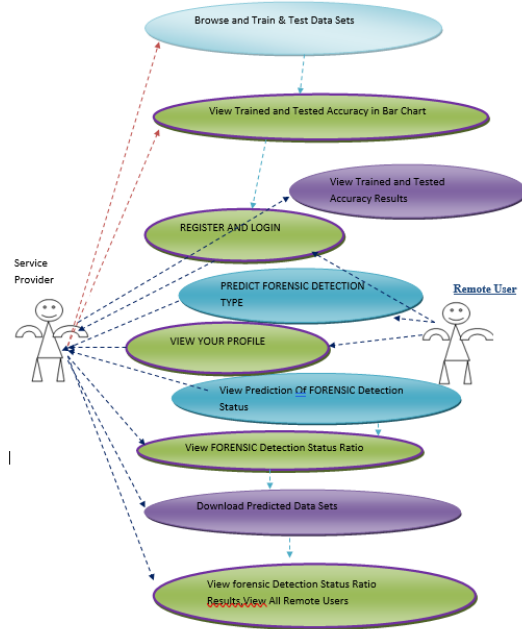 Browse and Train & Test Data Sets
View Trained and Tested Accuracy in Bar Chart
View Trained and Tested
Accuracy Results
REGISTER AND LOGIN
Service
Provider
PREDICT FORENSIC DETECTION
TYPE
Remote User
VIEW YOUR PROFILE
View Prediction Of FORENSIC Detection
Status
View FORENSIC Detection Status Ratio
Download Predicted Data Sets
View forensic Detection Status Ratio
Results,View All Remote Users